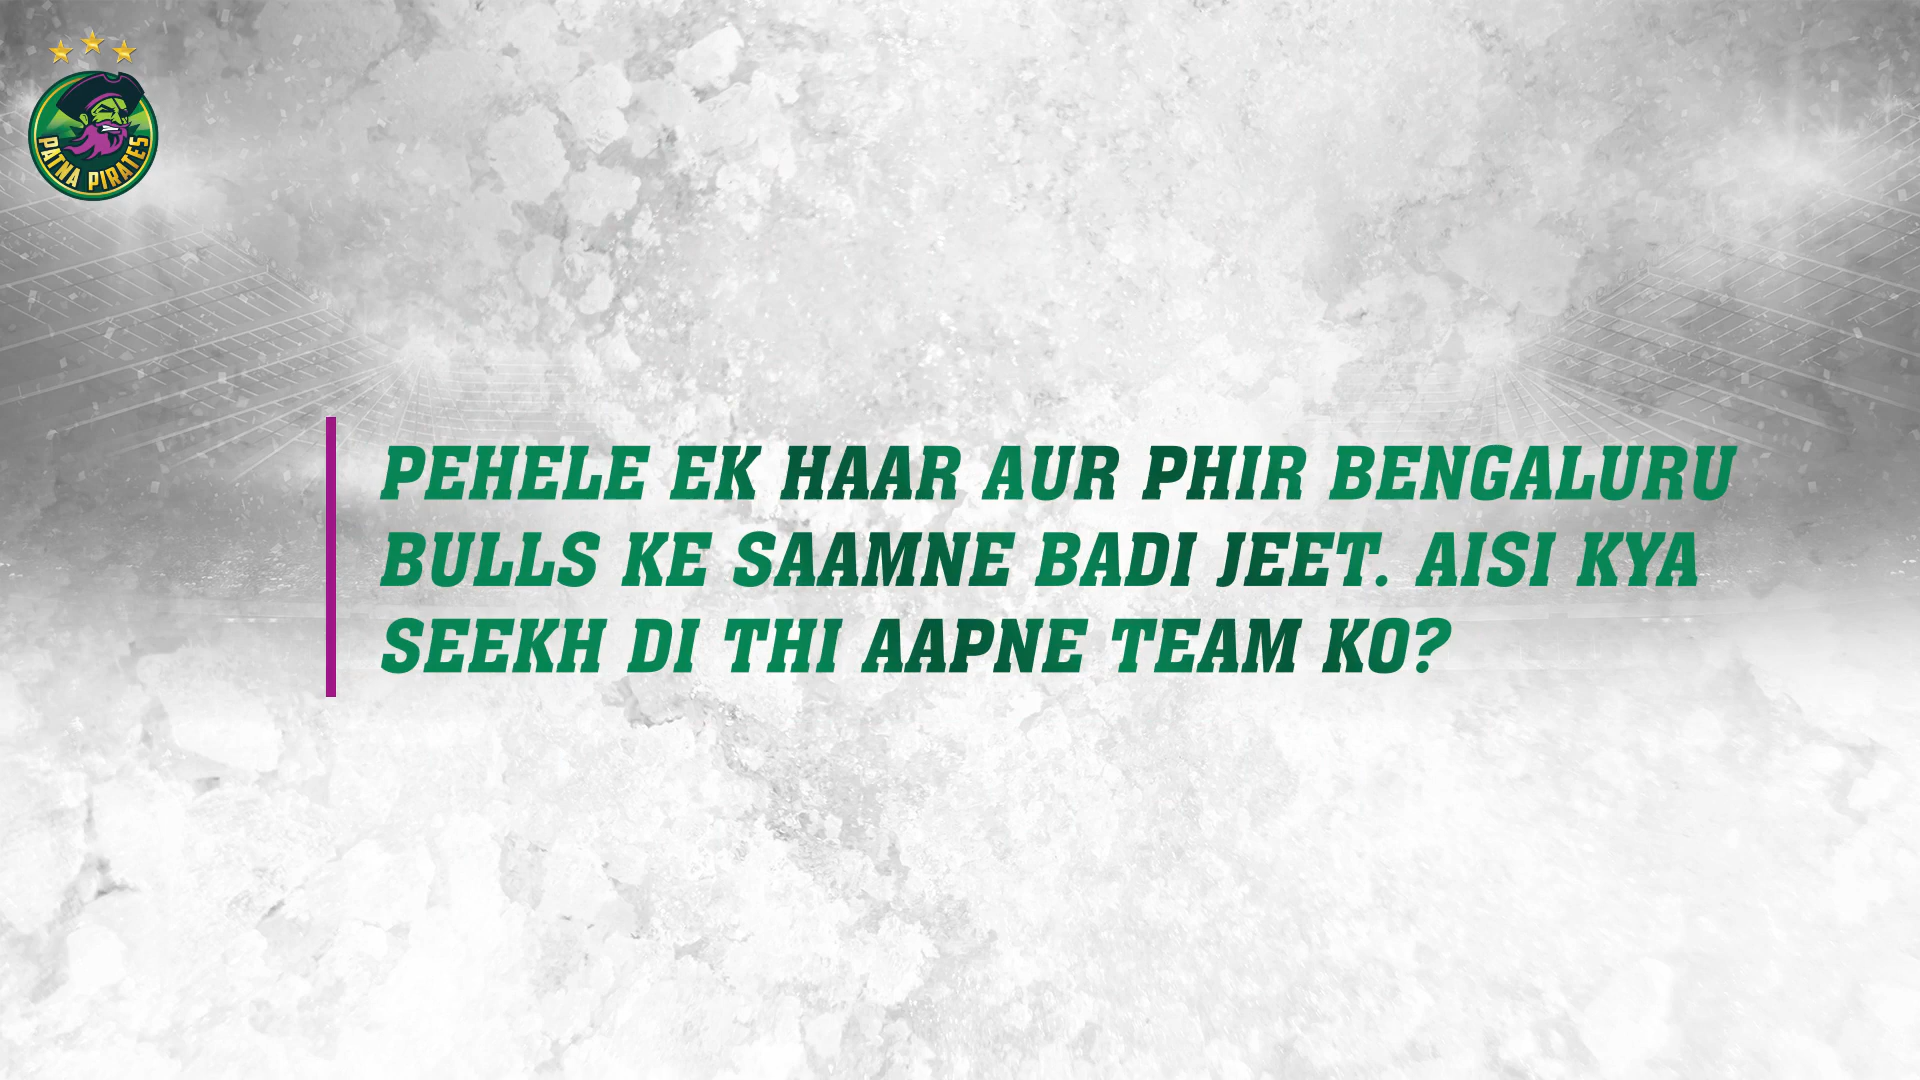 PATNA PIRATES
PEHELE EK HAAR AUR PHIR BENGALURU
BULLS KE SAAMNE BADI JEET. AISI KYA
SEEKH DI THI AAPNE TEAM KO?